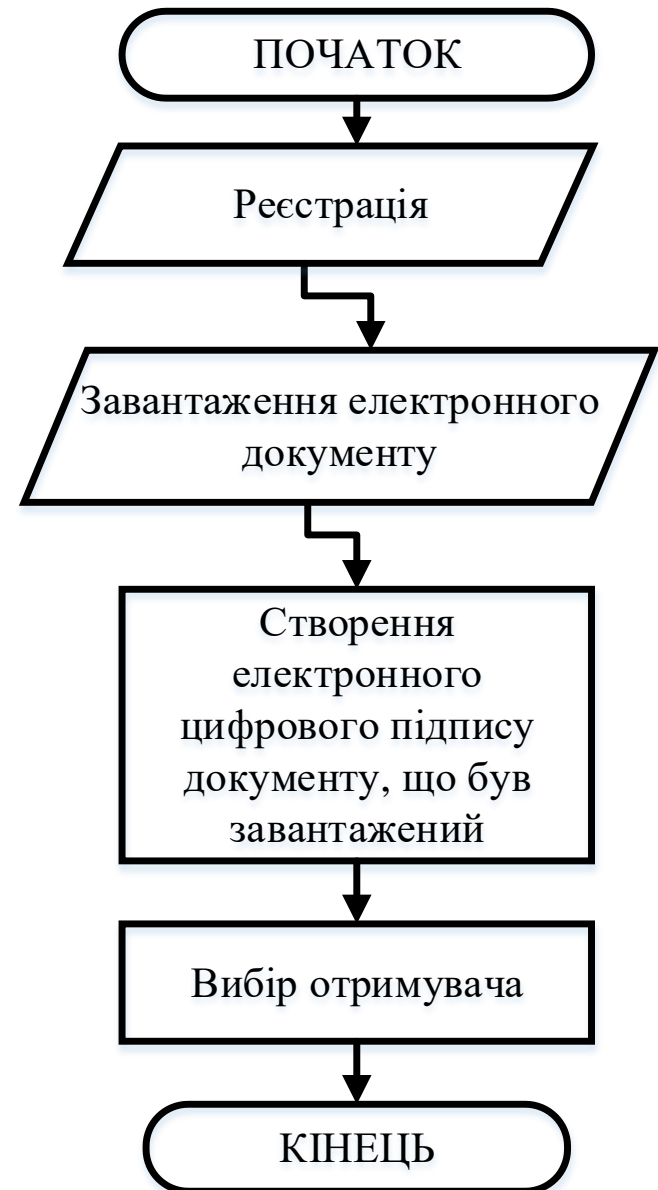 ПОЧАТОК
Реєстрація
Завантаження електронного
документу
Створення
електронного
цифрового підпису
документу, що був
завантажений
Вибір отримувача
КІНЕЦЬ